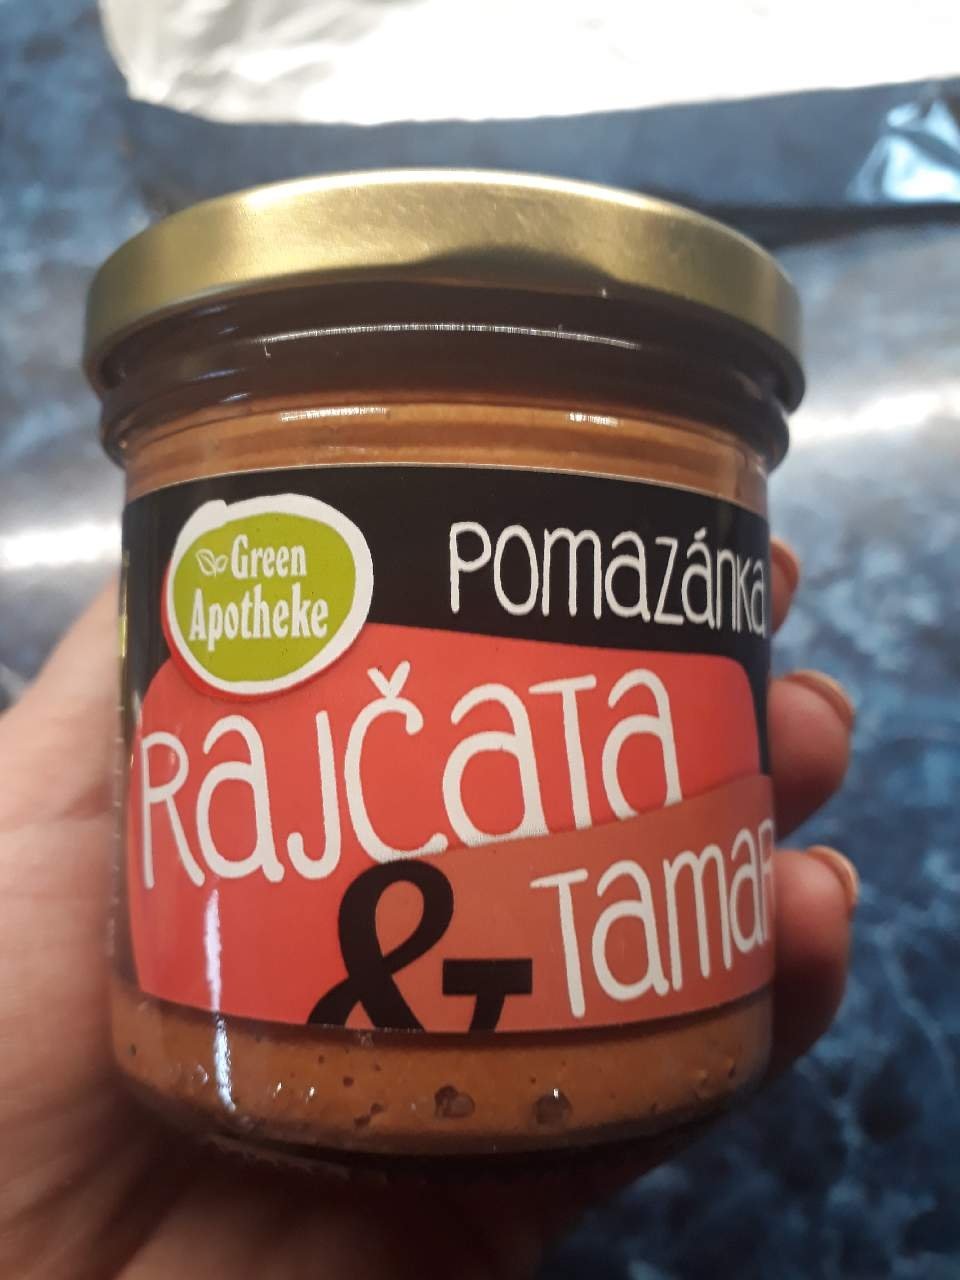 Green
Apotheke
POMAZÁNKA
RAJČATA
&
TAMAR